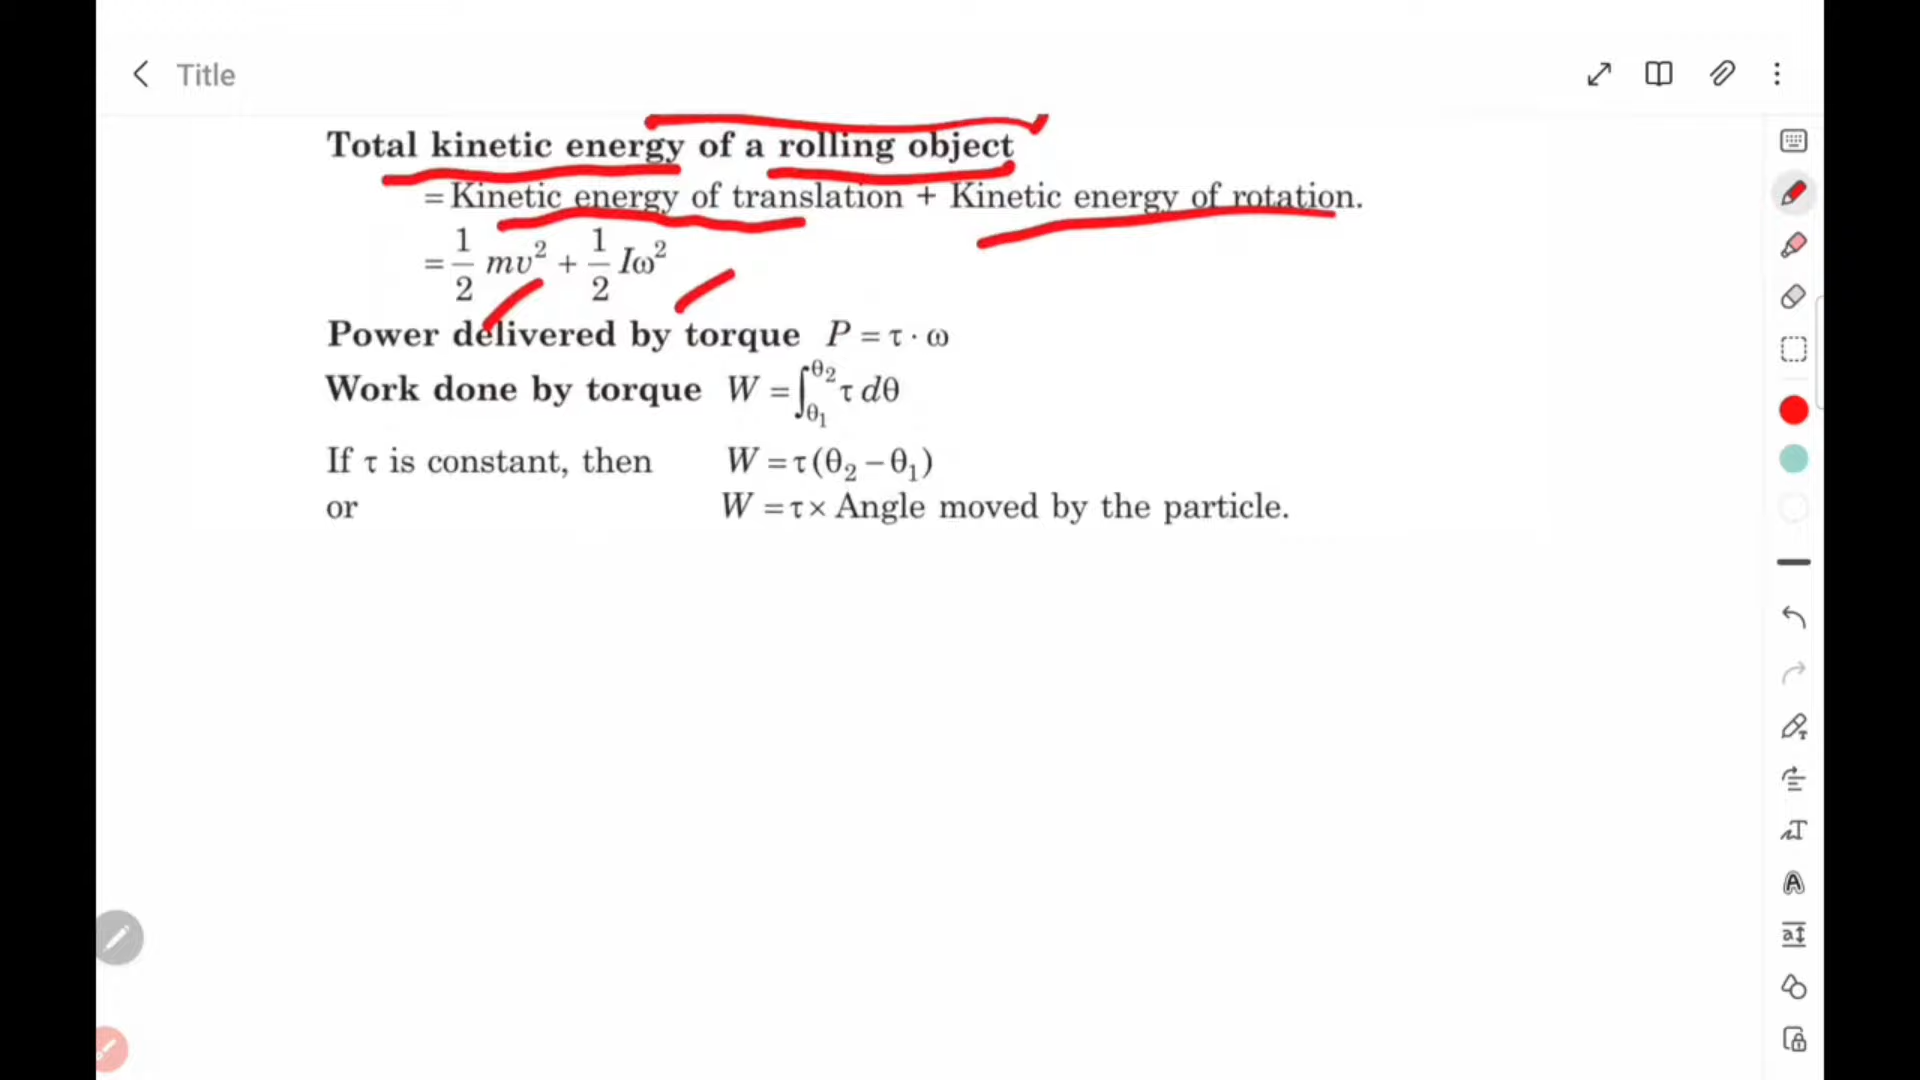 Title
Total kinetic energy of a rolling object
= Kinetic energy of translation + Kinetic energy of rotation.
= 1/2 mv² + 1/2 Iω²
Power delivered by torque P = τ · ω
Work done by torque W = ∫θ₁^θ₂ τ dθ
If τ is constant, then W = τ(θ₂ – θ₁)
or W = τ × Angle moved by the particle.